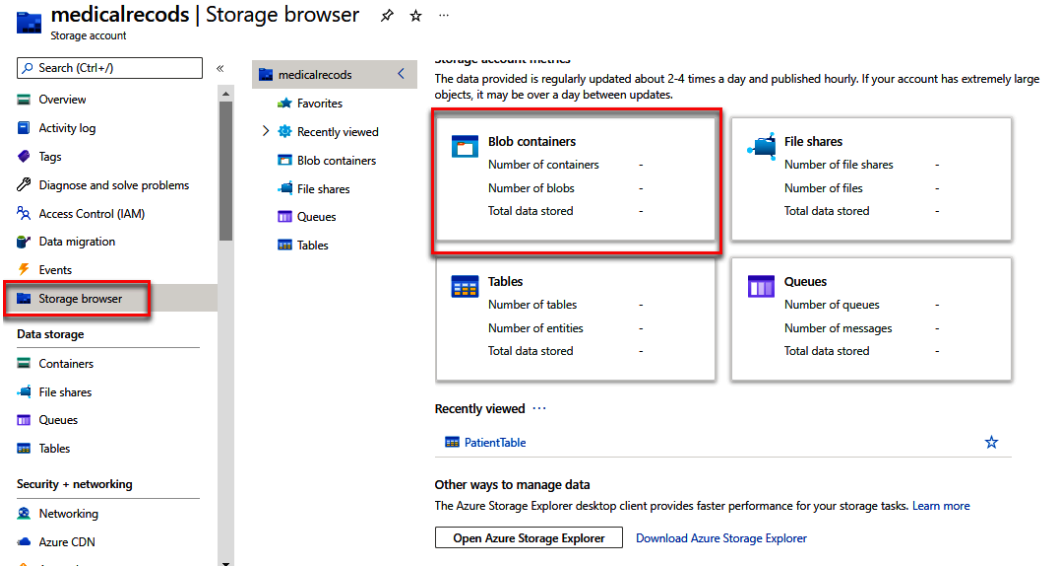 medicalrecods | Storage browser
Storage account
Search (Ctrl+/)
Overview
Activity log
Tags
Diagnose and solve problems
Access Control (IAM)
Data migration
Events
Storage browser
Data storage
Containers
File shares
Queues
Tables
Security + networking
Networking
Azure CDN
medicalrecods
Favorites
Recently viewed
Blob containers
File shares
Queues
Tables
Storage account metrics
The data provided is regularly updated about 2-4 times a day and published hourly. If your account has extremely large
objects, it may be over a day between updates.
Blob containers
Number of containers -
Number of blobs -
Total data stored -
File shares
Number of file shares -
Number of files -
Total data stored -
Tables
Number of tables -
Number of entities -
Total data stored -
Queues
Number of queues -
Number of messages -
Total data stored -
Recently viewed ...
PatientTable
Other ways to manage data
The Azure Storage Explorer desktop client provides faster performance for your storage tasks. Learn more
Open Azure Storage Explorer Download Azure Storage Explorer